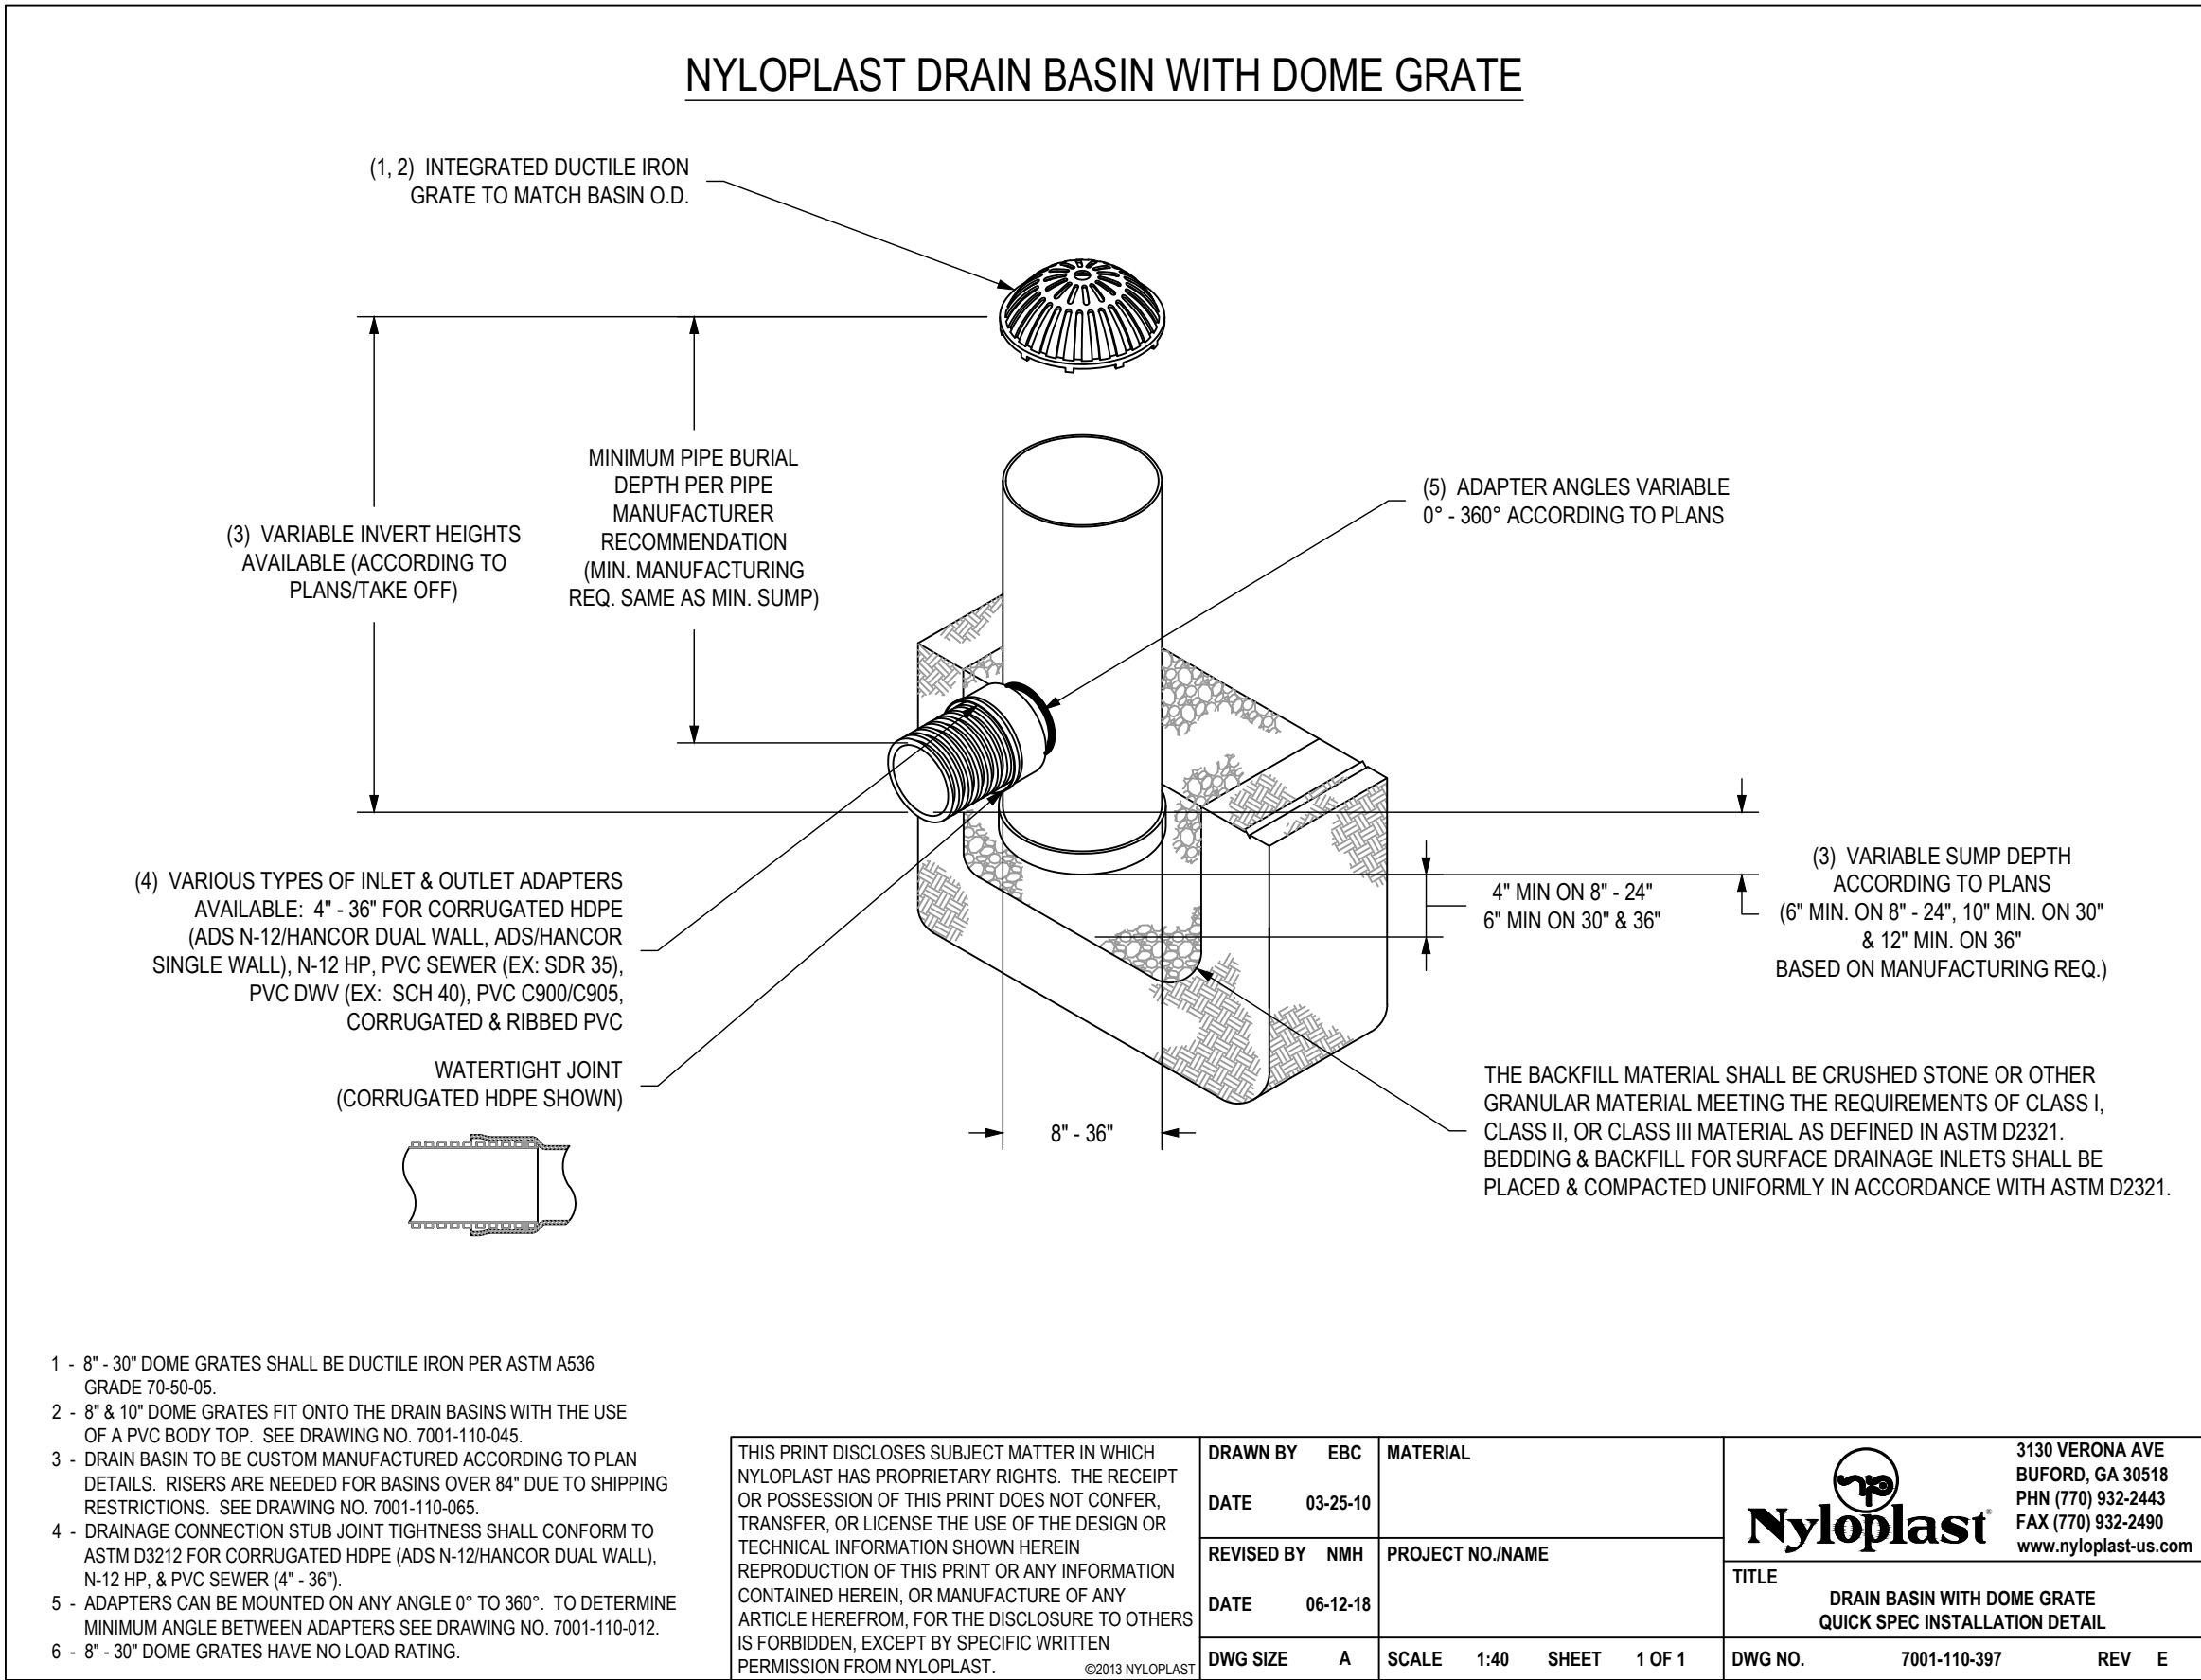 NYLOPLAST DRAIN BASIN WITH DOME GRATE
(1, 2) INTEGRATED DUCTILE IRON
GRATE TO MATCH BASIN O.D.
MINIMUM PIPE BURIAL
DEPTH PER PIPE
MANUFACTURER
RECOMMENDATION
(MIN. MANUFACTURING
REQ. SAME AS MIN. SUMP)
(3) VARIABLE INVERT HEIGHTS
AVAILABLE (ACCORDING TO
PLANS/TAKE OFF)
(5) ADAPTER ANGLES VARIABLE
0° - 360° ACCORDING TO PLANS
(4) VARIOUS TYPES OF INLET & OUTLET ADAPTERS
AVAILABLE: 4" - 36" FOR CORRUGATED HDPE
(ADS N-12/HANCOR DUAL WALL, ADS/HANCOR
SINGLE WALL), N-12 HP, PVC SEWER (EX: SDR 35),
PVC DWV (EX: SCH 40), PVC C900/C905,
CORRUGATED & RIBBED PVC
WATERTIGHT JOINT
(CORRUGATED HDPE SHOWN)
4" MIN ON 8" - 24"
6" MIN ON 30" & 36"
(3) VARIABLE SUMP DEPTH
ACCORDING TO PLANS
(6" MIN. ON 8" - 24", 10" MIN. ON 30"
& 12" MIN. ON 36"
BASED ON MANUFACTURING REQ.)
8" - 36"
THE BACKFILL MATERIAL SHALL BE CRUSHED STONE OR OTHER
GRANULAR MATERIAL MEETING THE REQUIREMENTS OF CLASS I,
CLASS II, OR CLASS III MATERIAL AS DEFINED IN ASTM D2321.
BEDDING & BACKFILL FOR SURFACE DRAINAGE INLETS SHALL BE
PLACED & COMPACTED UNIFORMLY IN ACCORDANCE WITH ASTM D2321.
1 - 8" - 30" DOME GRATES SHALL BE DUCTILE IRON PER ASTM A536
GRADE 70-50-05.
2 - 8" & 10" DOME GRATES FIT ONTO THE DRAIN BASINS WITH THE USE
OF A PVC BODY TOP. SEE DRAWING NO. 7001-110-045.
3 - DRAIN BASIN TO BE CUSTOM MANUFACTURED ACCORDING TO PLAN
DETAILS. RISERS ARE NEEDED FOR BASINS OVER 84" DUE TO SHIPPING
RESTRICTIONS. SEE DRAWING NO. 7001-110-065.
4 - DRAINAGE CONNECTION STUB JOINT TIGHTNESS SHALL CONFORM TO
ASTM D3212 FOR CORRUGATED HDPE (ADS N-12/HANCOR DUAL WALL),
N-12 HP, & PVC SEWER (4" - 36").
5 - ADAPTERS CAN BE MOUNTED ON ANY ANGLE 0° TO 360°. TO DETERMINE
MINIMUM ANGLE BETWEEN ADAPTERS SEE DRAWING NO. 7001-110-012.
6 - 8" - 30" DOME GRATES HAVE NO LOAD RATING.
THIS PRINT DISCLOSES SUBJECT MATTER IN WHICH
NYLOPLAST HAS PROPRIETARY RIGHTS. THE RECEIPT
OR POSSESSION OF THIS PRINT DOES NOT CONFER,
TRANSFER, OR LICENSE THE USE OF THE DESIGN OR
TECHNICAL INFORMATION SHOWN HEREIN
REPRODUCTION OF THIS PRINT OR ANY INFORMATION
CONTAINED HEREIN, OR MANUFACTURE OF ANY
ARTICLE HEREFROM, FOR THE DISCLOSURE TO OTHERS
IS FORBIDDEN, EXCEPT BY SPECIFIC WRITTEN
PERMISSION FROM NYLOPLAST. ©2013 NYLOPLAST
DRAWN BY EBC
DATE 03-25-10
REVISED BY NMH
DATE 06-12-18
DWG SIZE A
MATERIAL
PROJECT NO./NAME
SCALE 1:40 SHEET 1 OF 1
Nyloplast®
3130 VERONA AVE
BUFORD, GA 30518
PHN (770) 932-2443
FAX (770) 932-2490
www.nyloplast-us.com
TITLE
DRAIN BASIN WITH DOME GRATE
QUICK SPEC INSTALLATION DETAIL
DWG NO. 7001-110-397 REV E